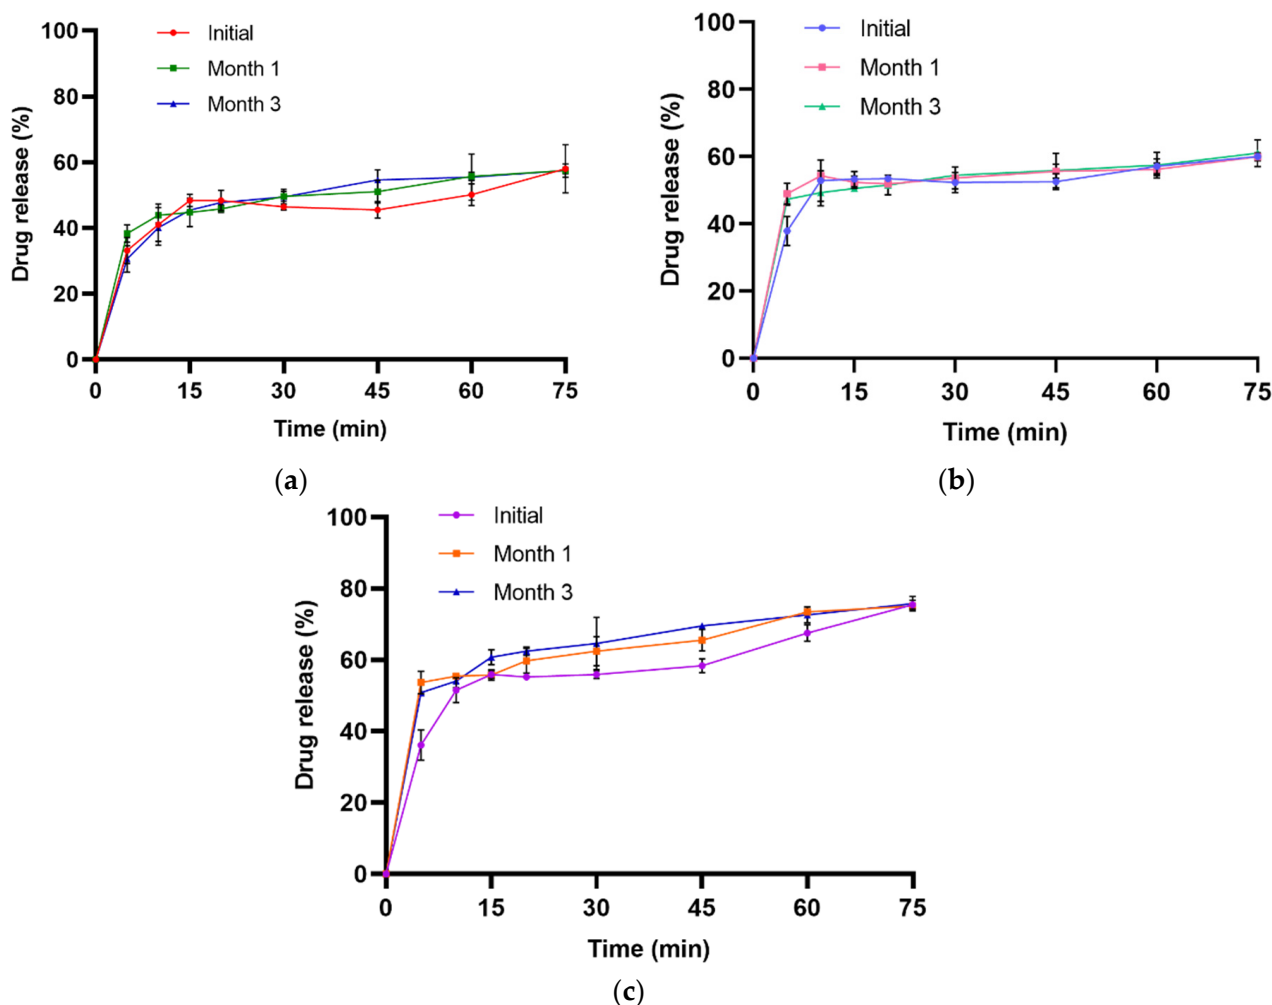 Initial
Month 1
Month 3
Drug release (%)
100
80
60
40
20
0
0 15 30 45 60 75
Time (min)
(a)
Initial
Month 1
Month 3
Drug release (%)
100
80
60
40
20
0
0 15 30 45 60 75
Time (min)
(b)
Initial
Month 1
Month 3
Drug release (%)
100
80
60
40
20
0
0 15 30 45 60 75
Time (min)
(c)